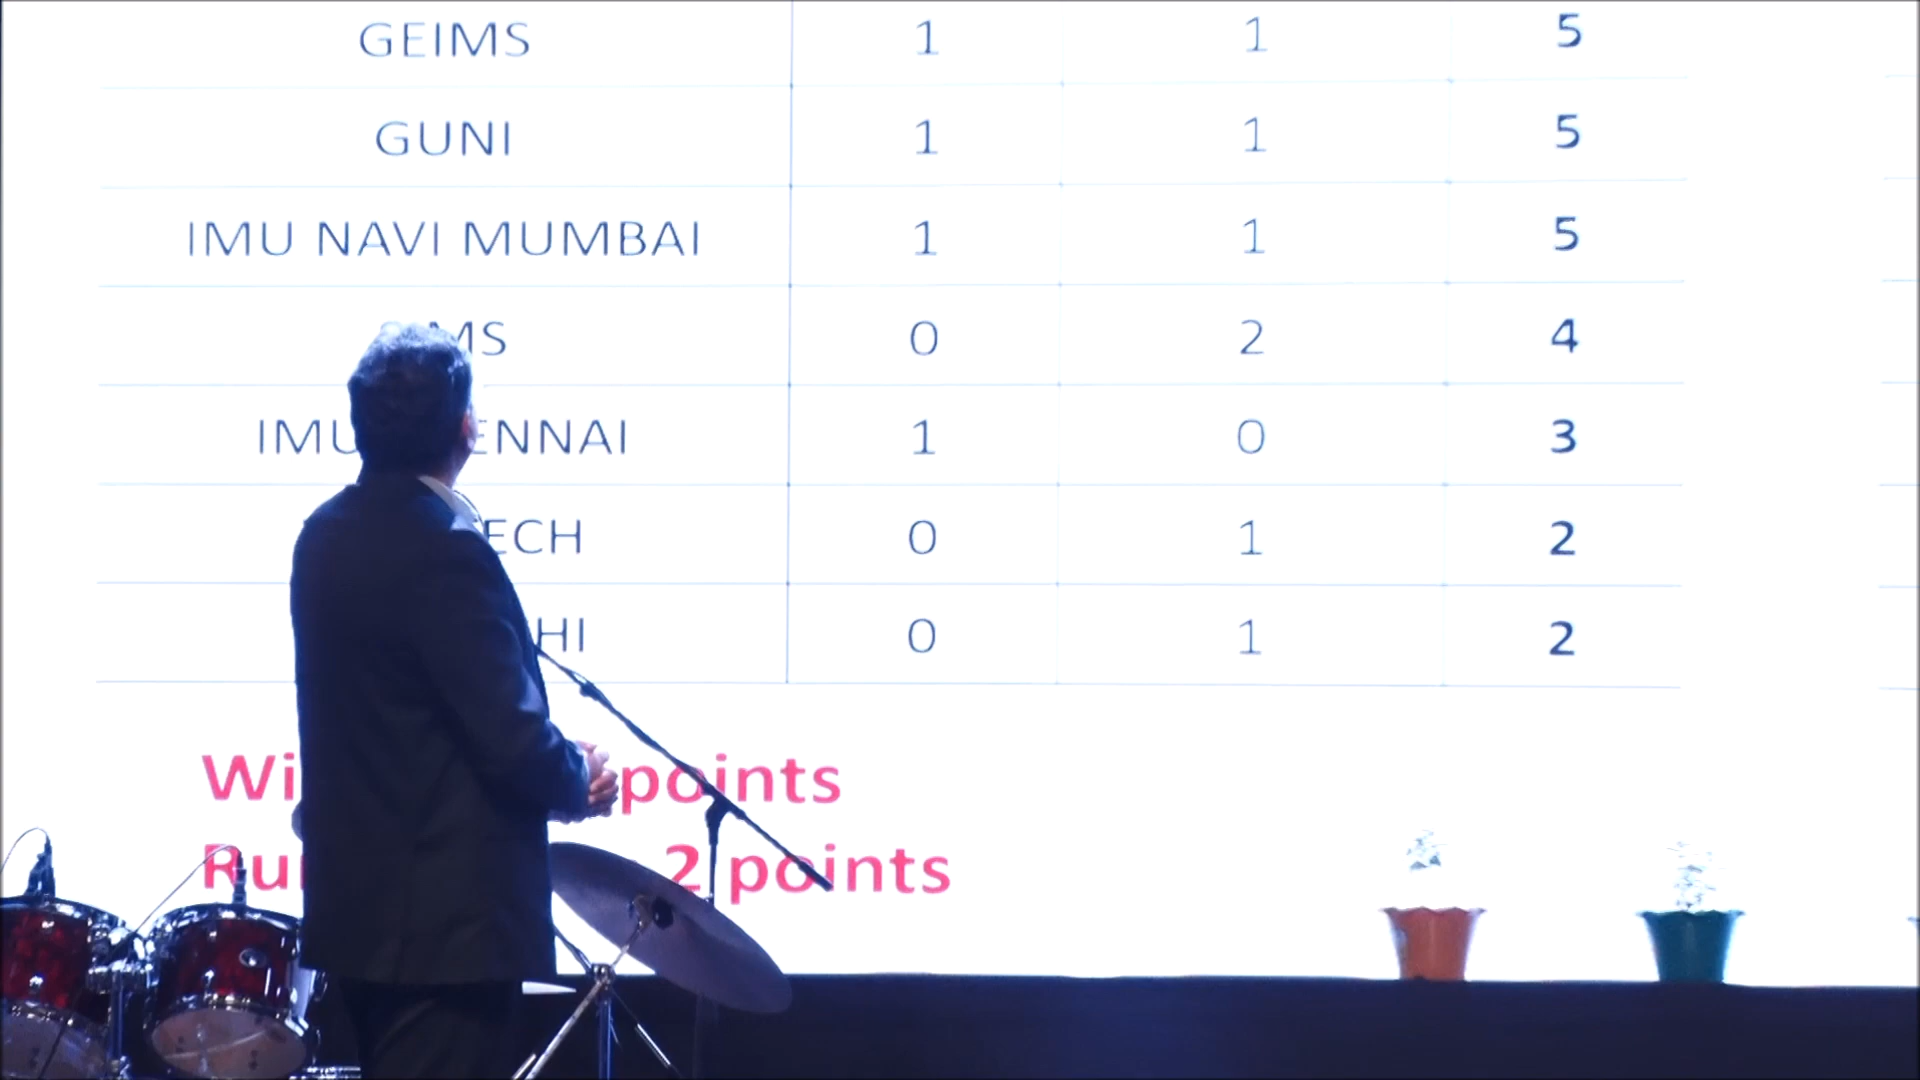 GEIMS 1 1 5
GUNI 1 1 5
IMU NAVI MUMBAI 1 1 5
0 2 4
IMU 1 0 3
0 1 2
0 1 2
points
2 points